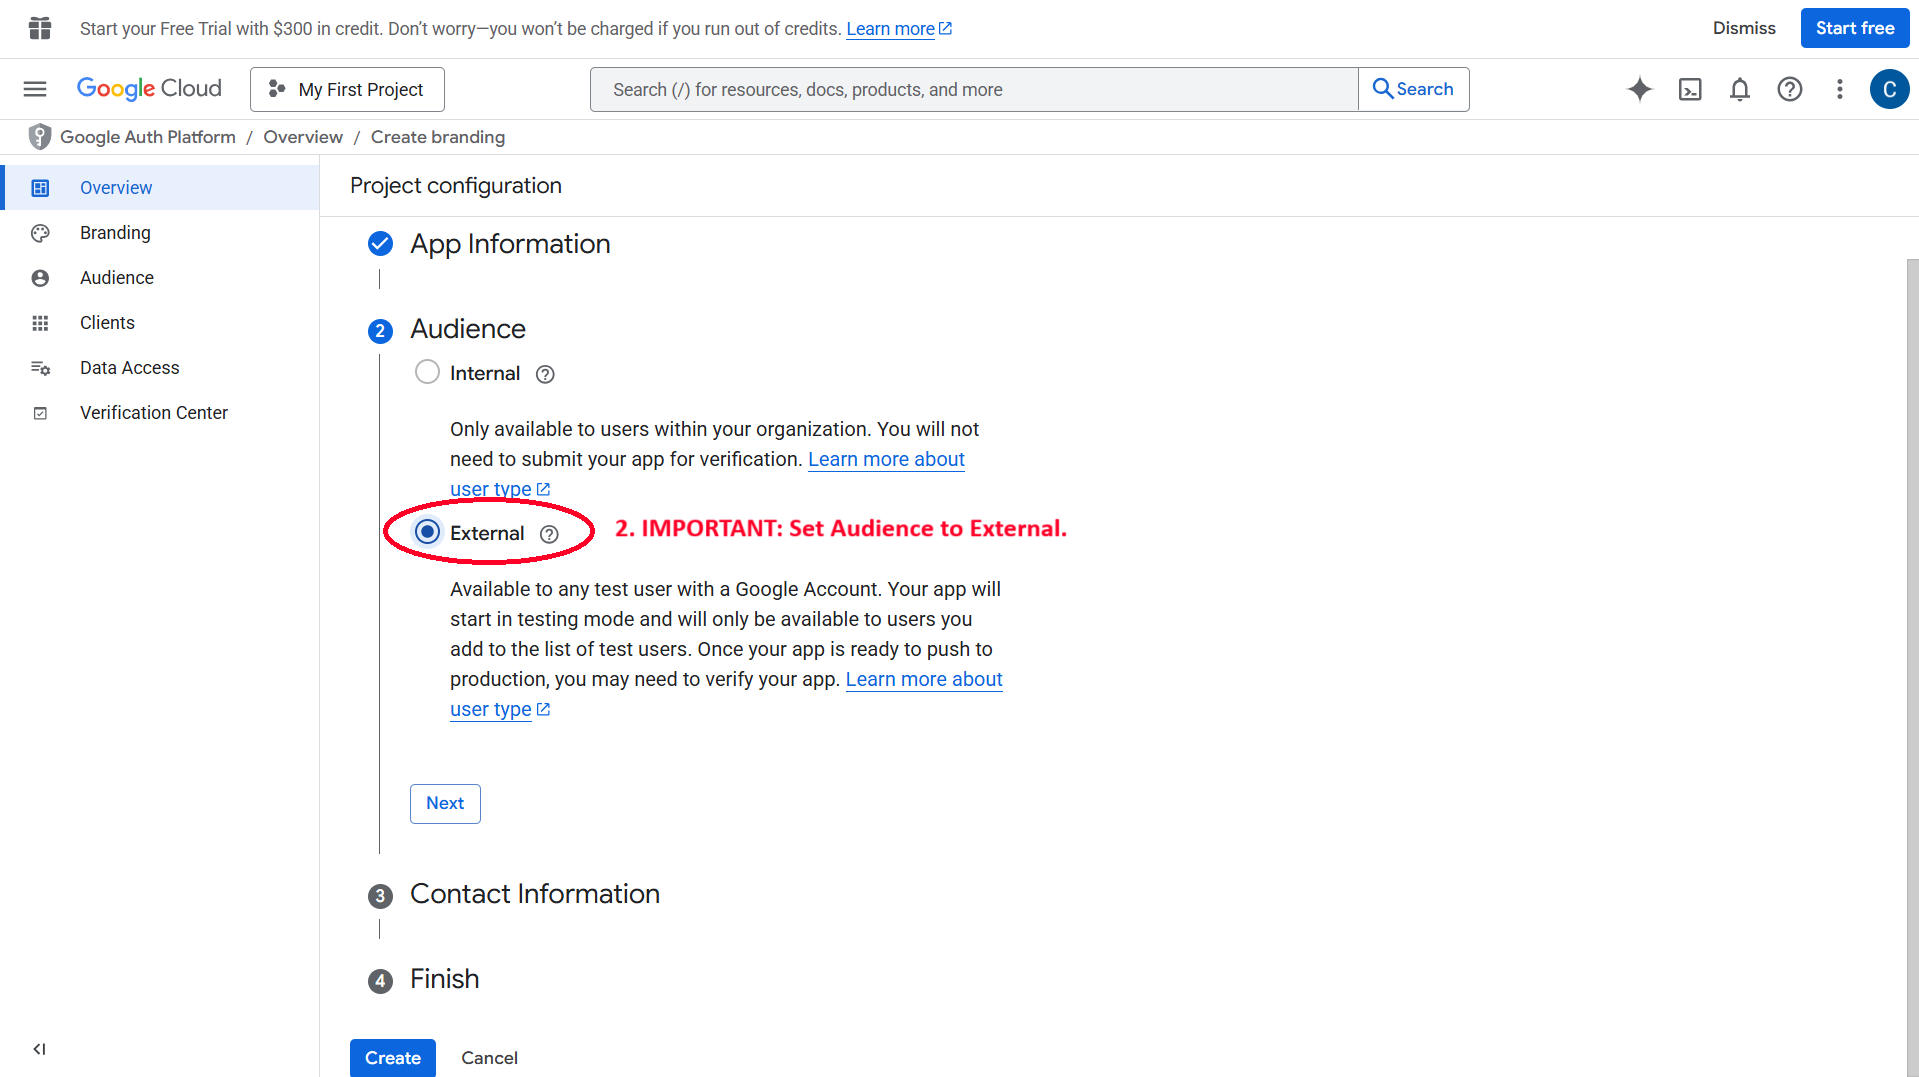 Start your Free Trial with $300 in credit. Don’t worry—you won’t be charged if you run out of credits. Learn more
Dismiss
Start free
Google Cloud
My First Project
Search (/) for resources, docs, products, and more
Search
C
Google Auth Platform / Overview / Create branding
Overview
Branding
Audience
Clients
Data Access
Verification Center
Project configuration
App Information
2 Audience
Internal
Only available to users within your organization. You will not
need to submit your app for verification. Learn more about
user type
External
2. IMPORTANT: Set Audience to External.
Available to any test user with a Google Account. Your app will
start in testing mode and will only be available to users you
add to the list of test users. Once your app is ready to push to
production, you may need to verify your app. Learn more about
user type
Next
3 Contact Information
4 Finish
Create
Cancel